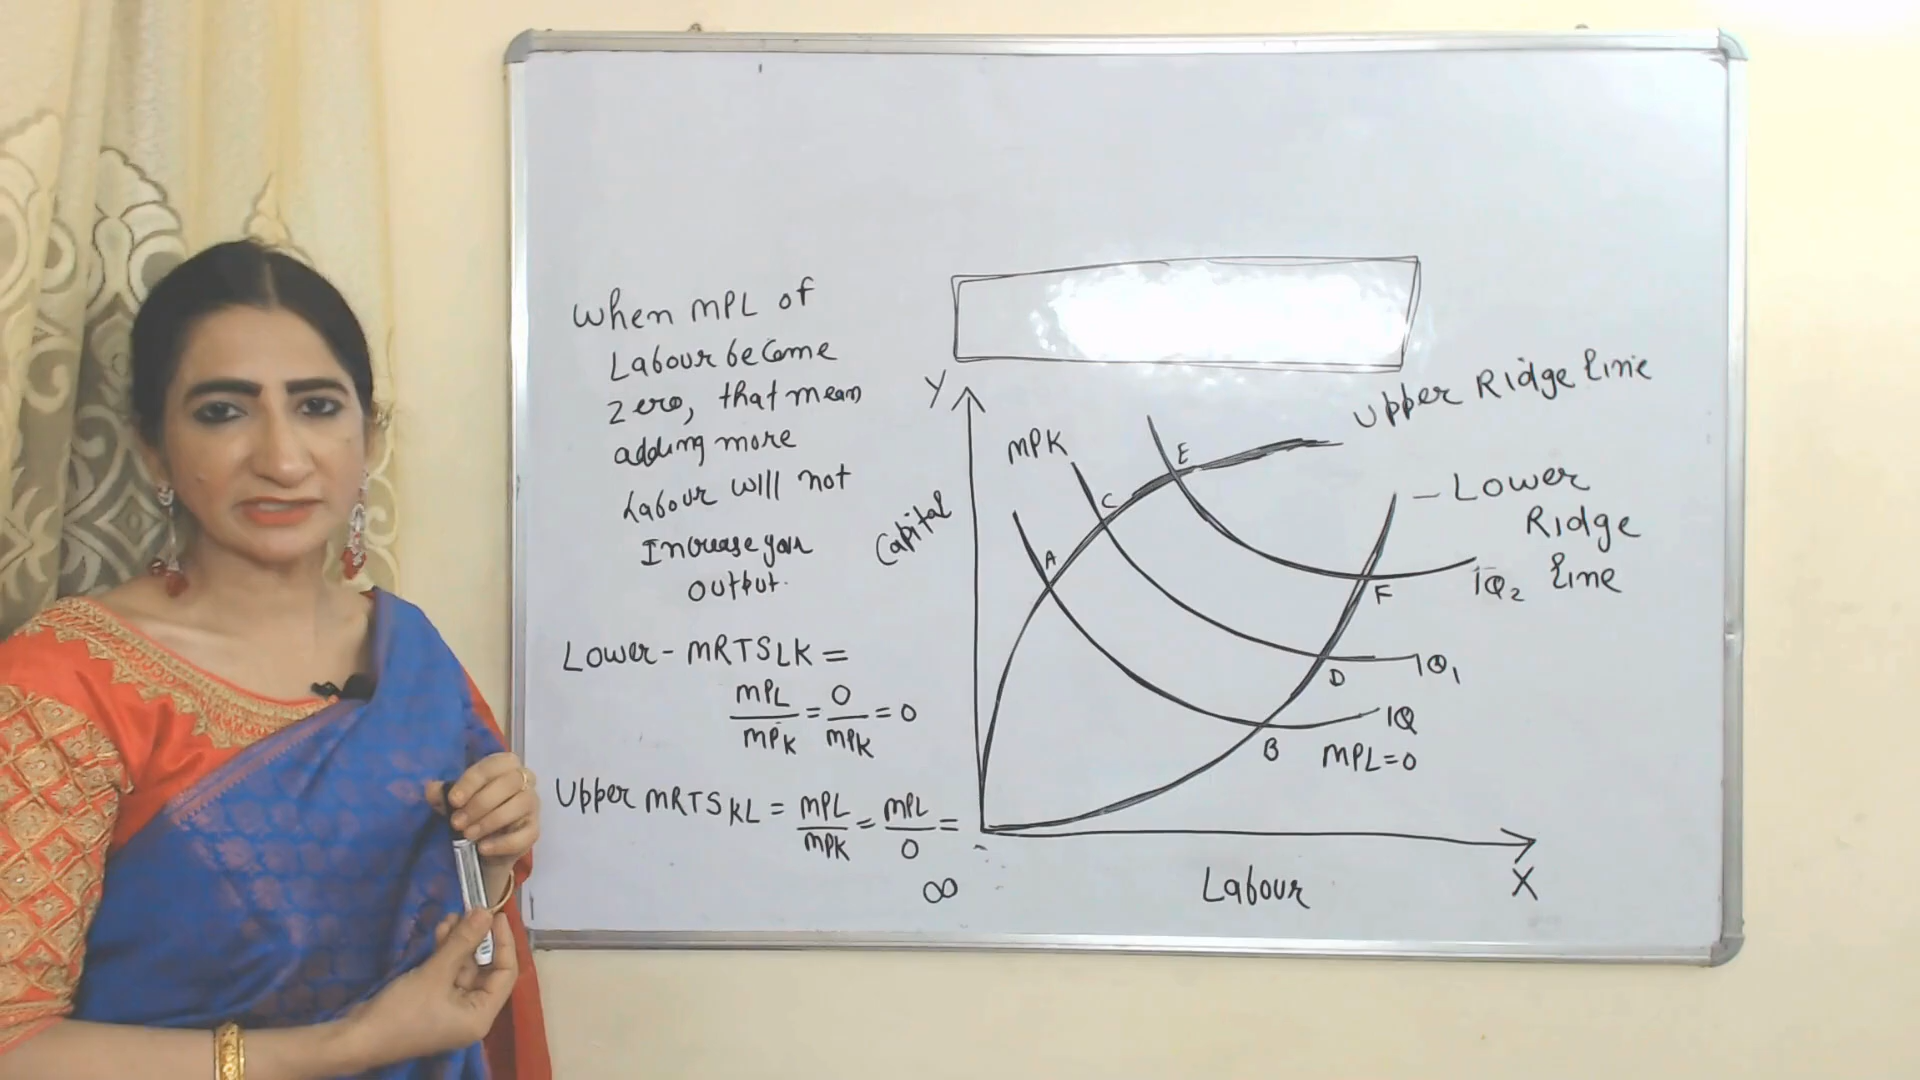 When MPL of
Labour become
Zero, that mean
adding more
Labour will not
Increase your
output.
Lower - MRTSLK =
MPL/MPK = 0/MPK = 0
Upper MRTSKL = MPL/MPK = MPL/0 =
∞
Y
Capital
MPK
A
C
E
Upper Ridge line
- Lower
Ridge
line
F
IQ2
D
IQ1
B
IQ
MPL=0
Labour
X